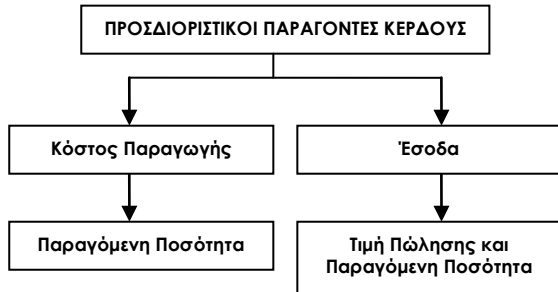 ΠΡΟΣΔΙΟΡΙΣΤΙΚΟΙ ΠΑΡΑΓΟΝΤΕΣ ΚΕΡΔΟΥΣ
Κόστος Παραγωγής
Έσοδα
Παραγόμενη Ποσότητα
Τιμή Πώλησης και
Παραγόμενη Ποσότητα